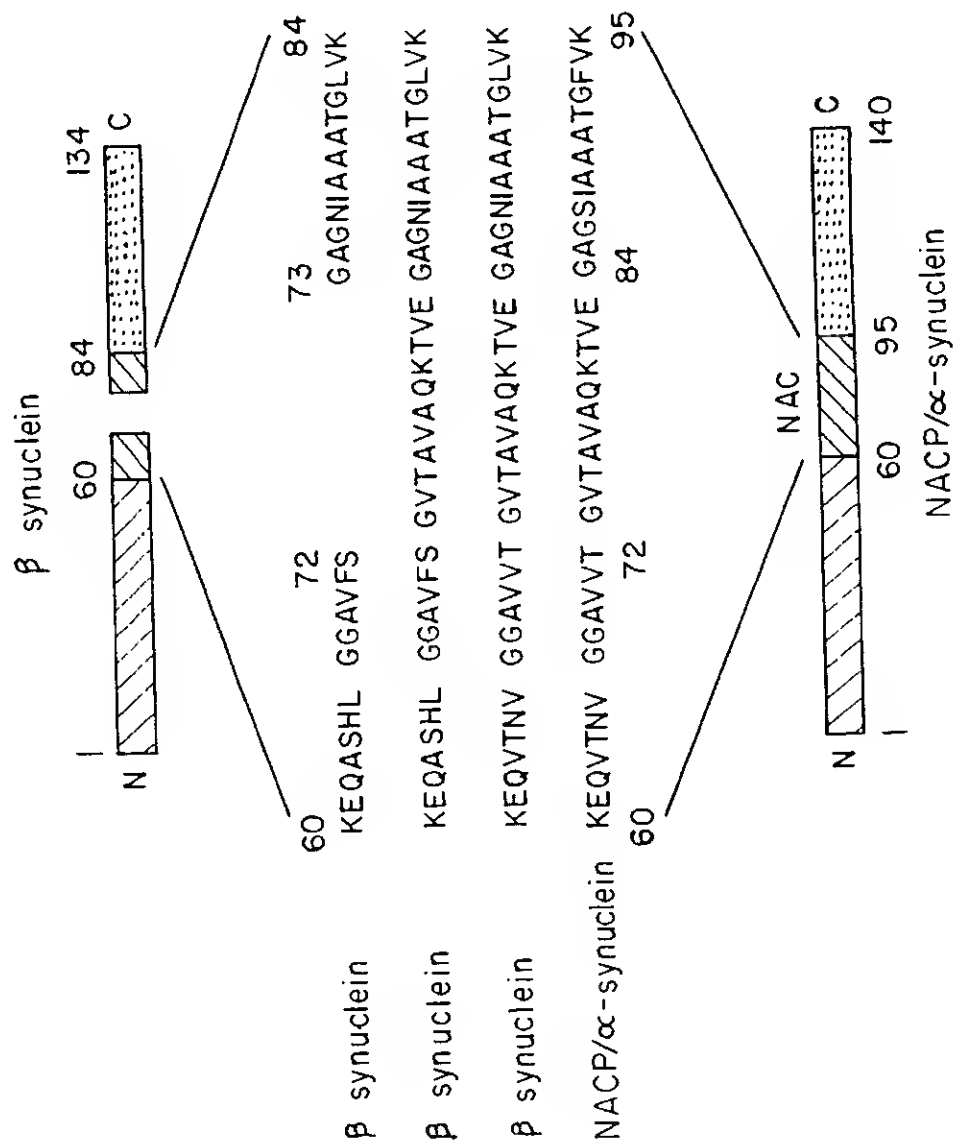 β synuclein
1 60 84 134
N C
60 72 73 84
β synuclein KEQASHL GGAVFS GAGNIAAATGLVK
β synuclein KEQASHL GGAVFS GVTAVAQKTVE GAGNIAAATGLVK
β synuclein KEQVTNV GGAVVT GVTAVAQKTVE GAGNIAAATGLVK
NACP/α-synuclein KEQVTNV GGAVVT GVTAVAQKTVE GAGSIAAATGFVK
60 72 84 95
NAC
N C
1 60 95 140
NACP/α-synuclein